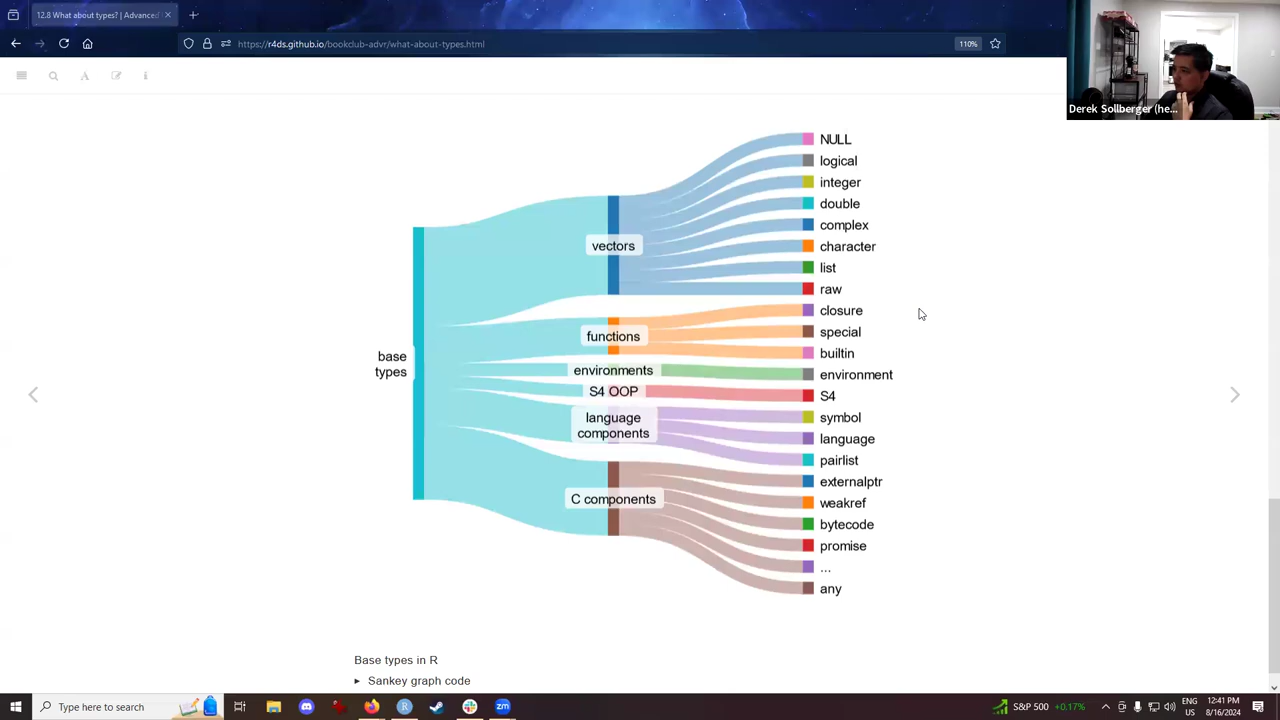 12.8 What about types? | Advanced
https://r4ds.github.io/bookclub-advr/what-about-types.html
110%
Derek Sollberger (he...
NULL
logical
integer
double
complex
character
list
raw
closure
special
builtin
environment
S4
symbol
language
pairlist
externalptr
weakref
bytecode
promise
...
any
vectors
functions
environments
S4 OOP
language
components
C components
base
types
Base types in R
Sankey graph code
Type here to search
S&P 500 +0.17%
ENG
US
12:41 PM
8/16/2024